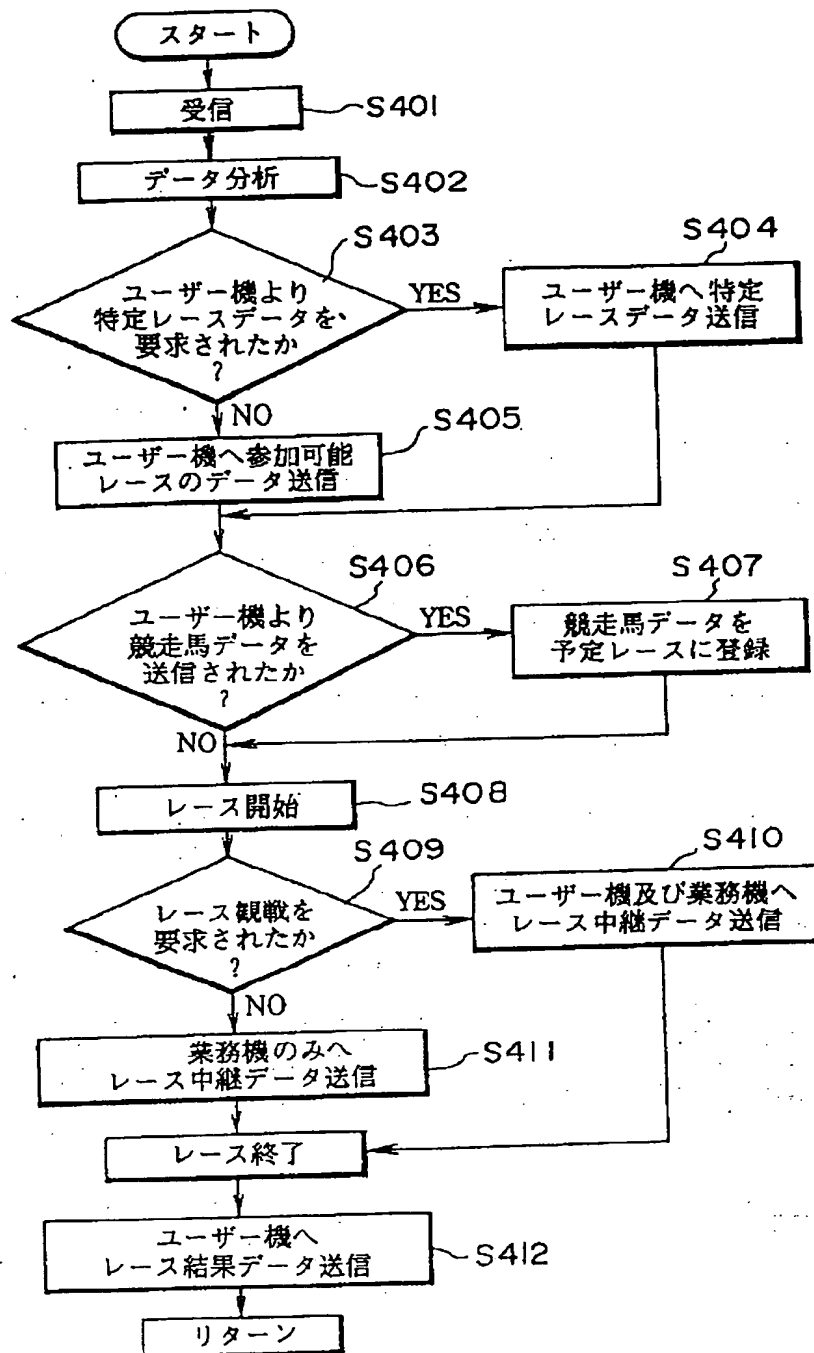 スタート
受信
S401
データ分析
S402
S403
ユーザー機より
特定レースデータを、
要求されたか
?
YES
S404
ユーザー機へ特定
レースデータ送信
NO
S405
ユーザー機へ参加可能
レースのデータ送信
S406
ユーザー機より
競走馬データを
送信されたか
?
YES
S407
競走馬データを
予定レースに登録
NO
レース開始
S408
S409
レース観戦を
要求されたか
?
YES
S410
ユーザー機及び業務機へ
レース中継データ送信
NO
業務機のみへ
レース中継データ送信
S411
レース終了
ユーザー機へ
レース結果データ送信
S412
リターン